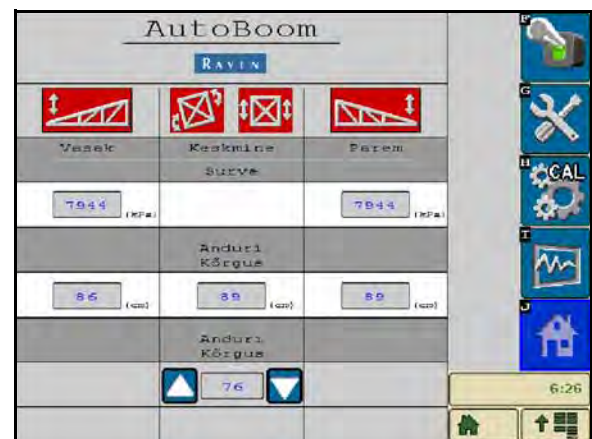 AutoBoom
RAVEN
Vasak Keskmine Parem
Surve
7944 (kPa) 7944 (kPa)
Anduri
Kõrgus
86 (cm) 89 (cm) 89 (cm)
Anduri
Kõrgus
76
F
G
H
CAL
I
J
6:26